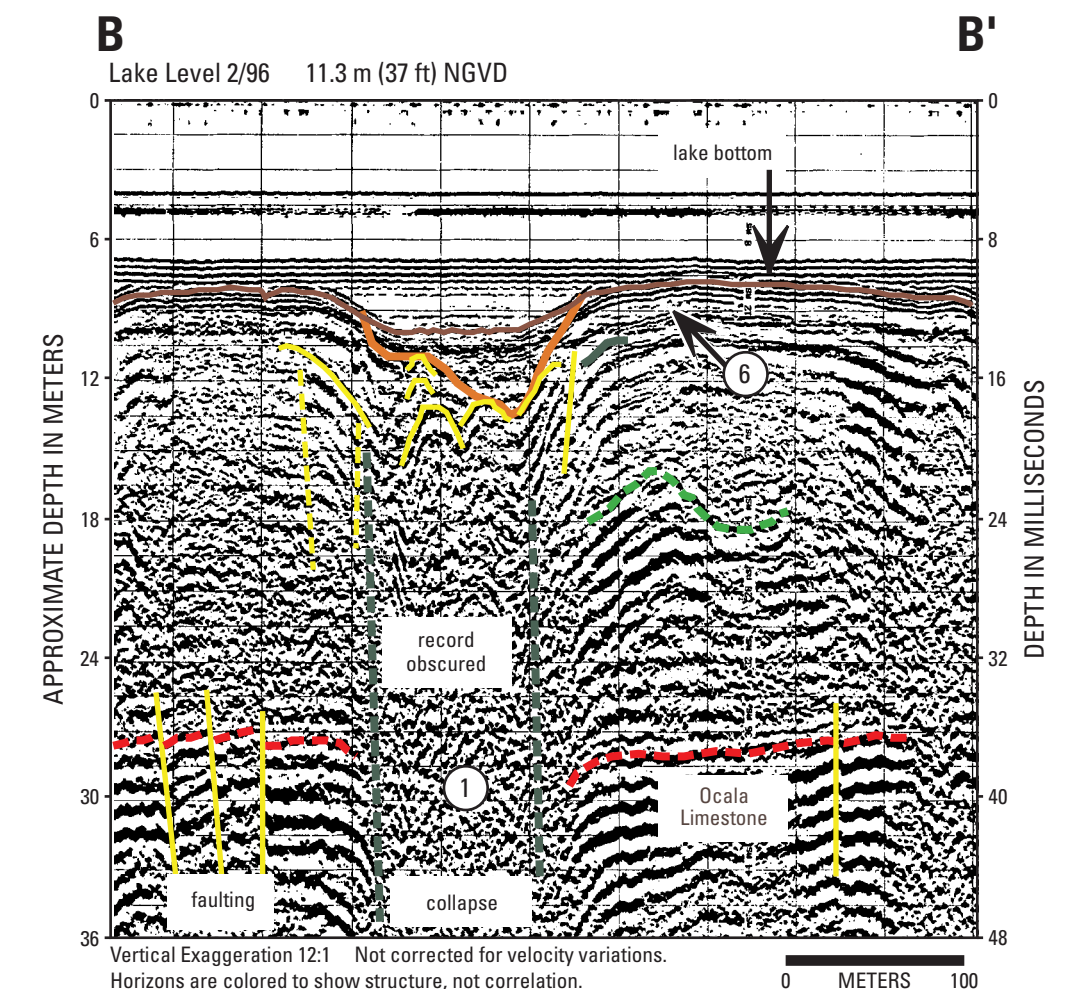 B
B'
Lake Level 2/96 11.3 m (37 ft) NGVD
0
0
lake bottom
6
8
12
16
6
APPROXIMATE DEPTH IN METERS
DEPTH IN MILLISECONDS
18
24
record
obscured
24
32
1
30
40
Ocala
Limestone
faulting
collapse
36
48
Vertical Exaggeration 12:1 Not corrected for velocity variations.
Horizons are colored to show structure, not correlation.
0 METERS 100